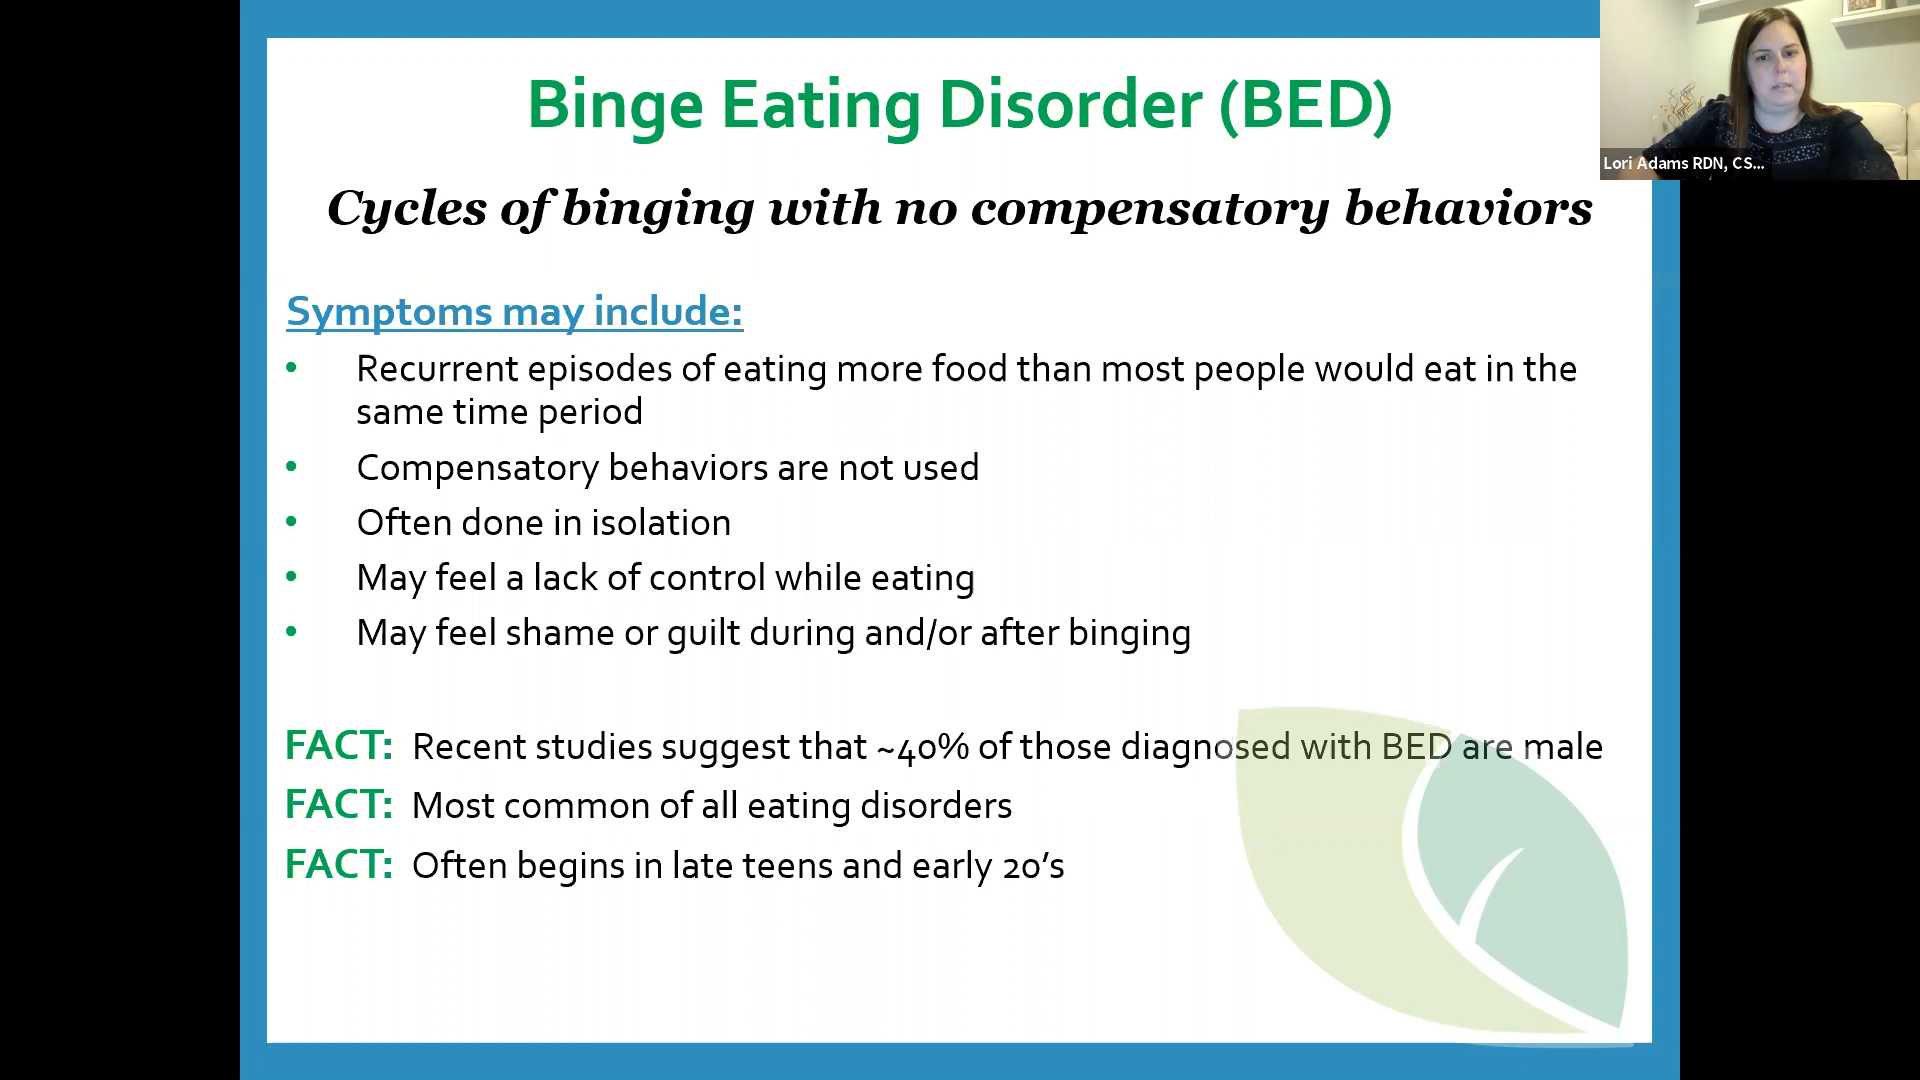 Binge Eating Disorder (BED)
Lori Adams RDN, CS...
Cycles of binging with no compensatory behaviors
Symptoms may include:
• Recurrent episodes of eating more food than most people would eat in the
same time period
• Compensatory behaviors are not used
• Often done in isolation
• May feel a lack of control while eating
• May feel shame or guilt during and/or after binging
FACT: Recent studies suggest that ~40% of those diagnosed with BED are male
FACT: Most common of all eating disorders
FACT: Often begins in late teens and early 20’s